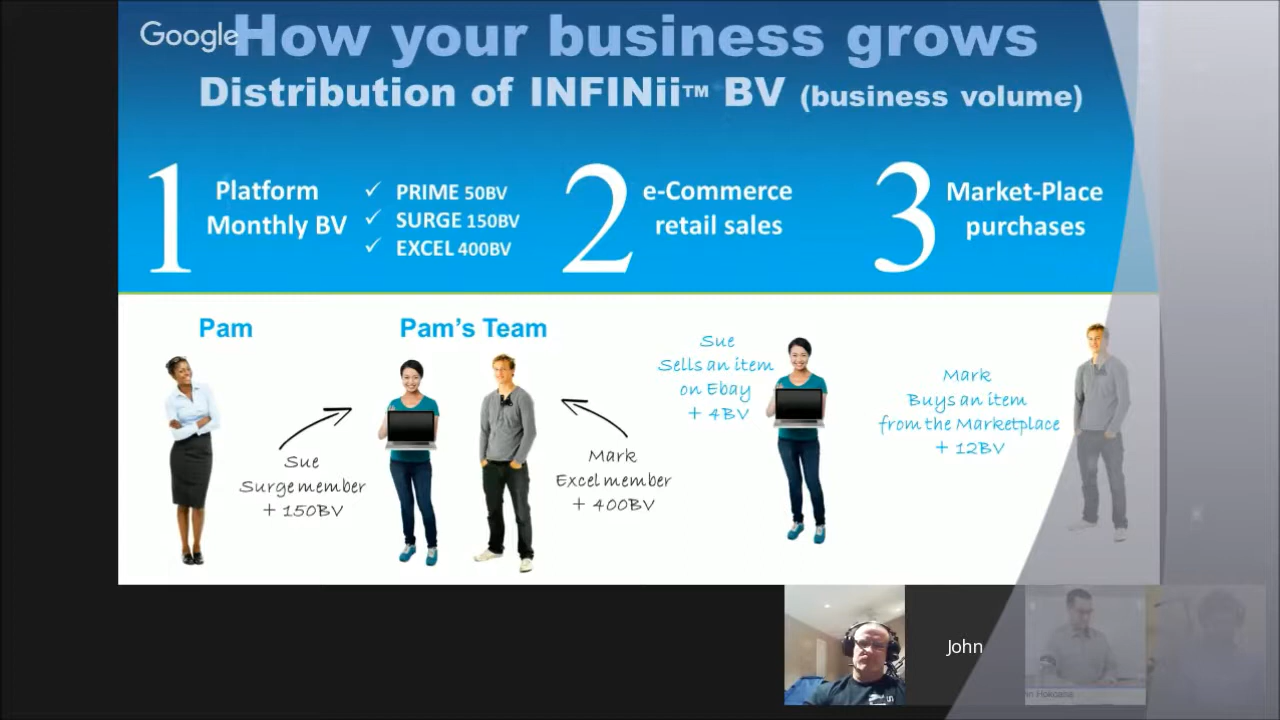 Google
How your business grows
Distribution of INFINii™ BV (business volume)
1
Platform
Monthly BV
✓ PRIME 50BV
✓ SURGE 150BV
✓ EXCEL 400BV
2
e-Commerce
retail sales
3
Market-Place
purchases
Pam
Pam's Team
Sue
Surge member
+ 150BV
Mark
Excel member
+ 400BV
Sue
Sells an item
on Ebay
+ 4BV
Mark
Buys an item
from the Marketplace
+ 12BV
John